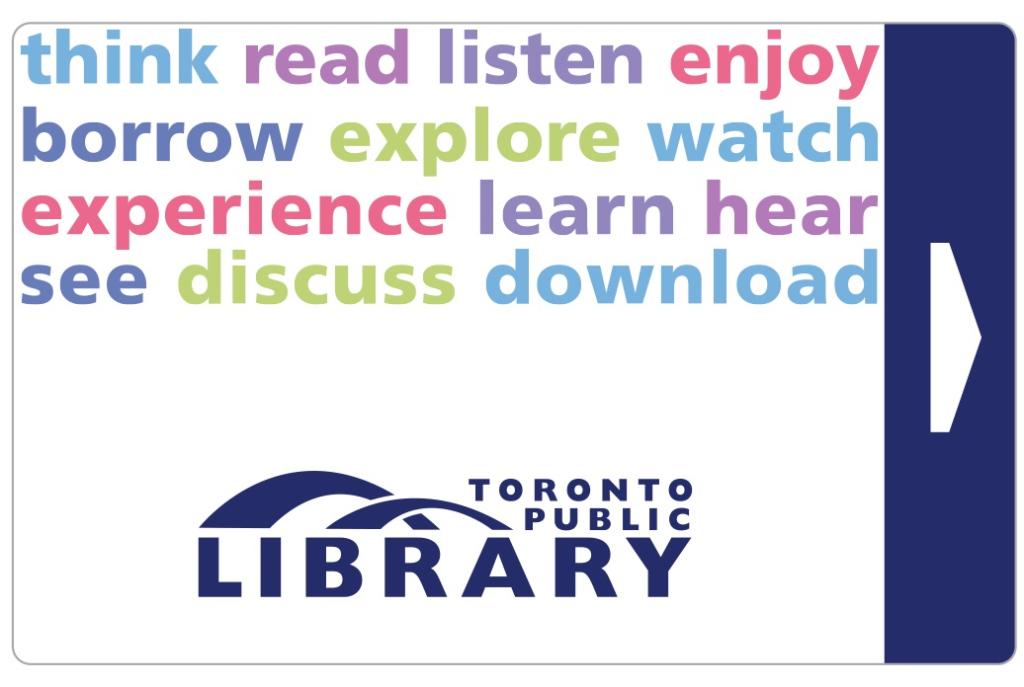 think read listen enjoy
borrow explore watch
experience learn hear
see discuss download
TORONTO
PUBLIC
LIBRARY